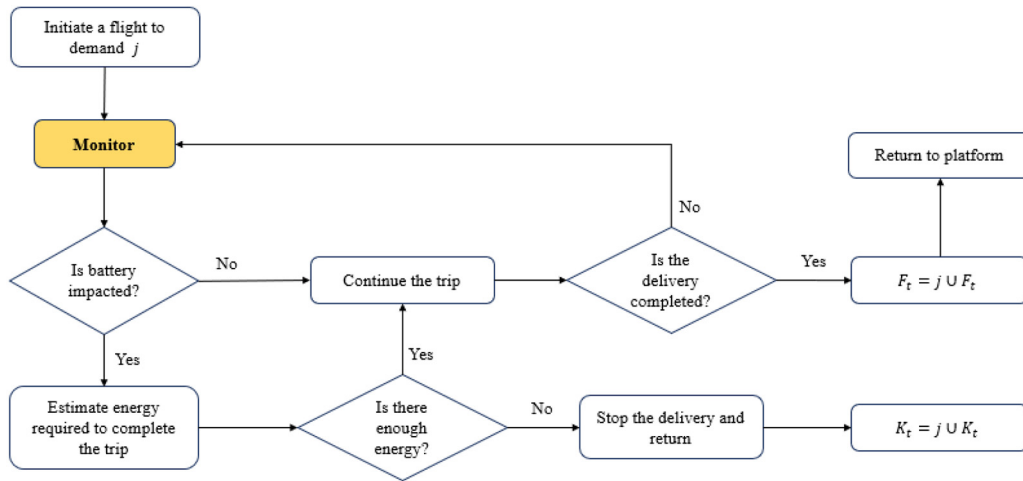 Initiate a flight to
demand j
Monitor
Return to platform
No
Is battery
impacted?
No
Continue the trip
Is the
delivery
completed?
Yes
F_t = j ∪ F_t
Yes
Yes
Estimate energy
required to complete
the trip
Is there
enough
energy?
No
Stop the delivery and
return
K_t = j ∪ K_t